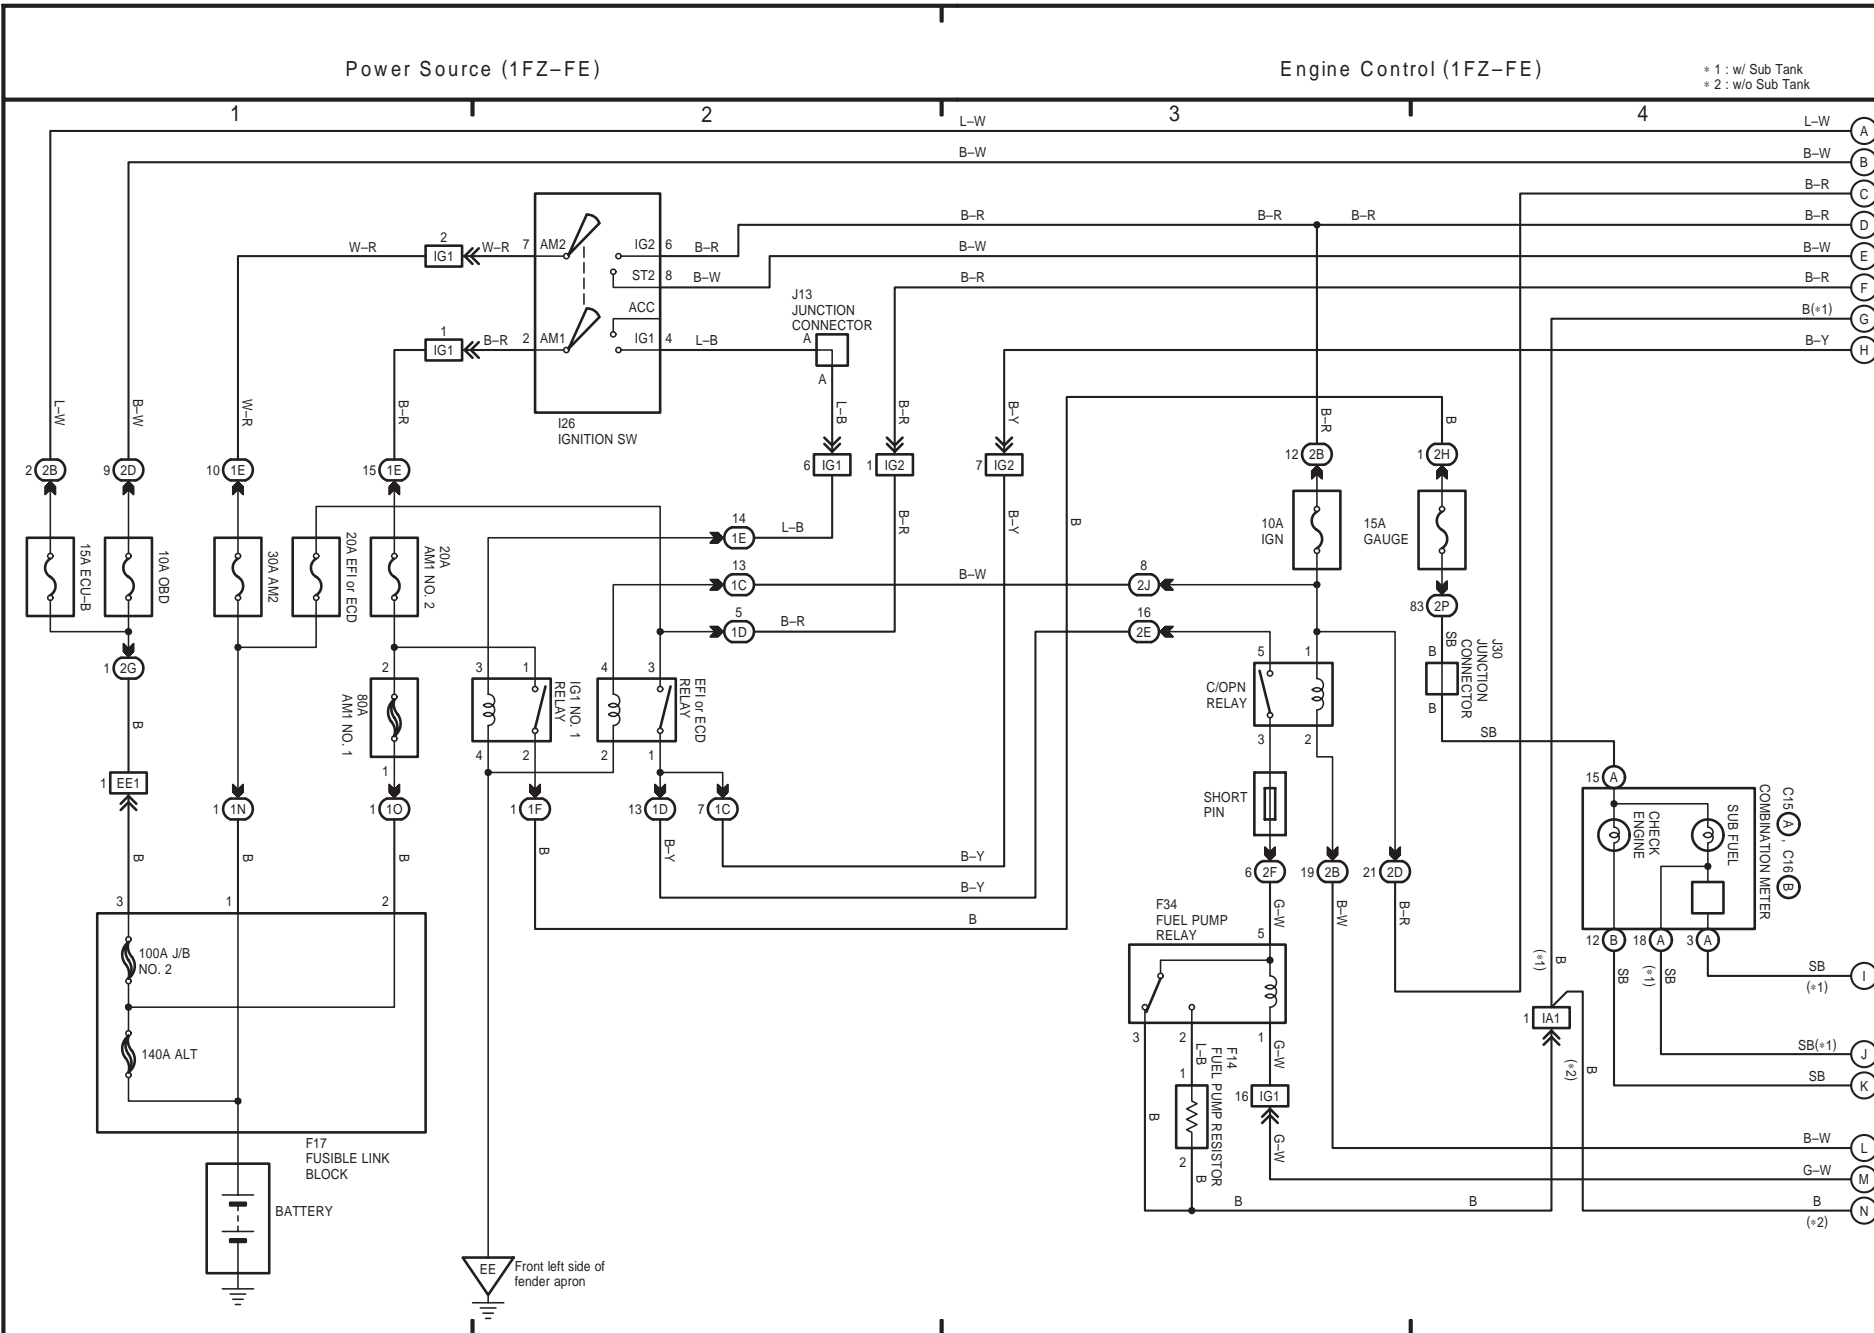 Power Source (1FZ–FE)
Engine Control (1FZ–FE)
* 1 : w/ Sub Tank
* 2 : w/o Sub Tank
1
2
3
4
L–W
L–W
A
B–W
B–W
B
B–R
C
B–R
B–R
B–R
B–R
D
B–W
B–W
E
B–R
B–R
F
B(*1)
G
B–Y
H
W–R
2
IG1
W–R
7
AM2
IG2
6
B–R
ST2
8
B–W
ACC
1
IG1
B–R
2
AM1
IG1
4
L–B
I26
IGNITION SW
J13
JUNCTION
CONNECTOR
A
A
L–W
B–W
W–R
B–R
L–B
B–R
B–Y
B–R
B
2
2B
9
2D
10
1E
15
1E
6
IG1
1
IG2
7
IG2
12
2B
1
2H
15A ECU–B
10A OBD
30A AM2
20A EFI or ECD
20A
AM1 NO. 2
14
1E
L–B
B–R
B–Y
B
10A
IGN
15A
GAUGE
13
1C
B–W
8
2J
5
1D
B–R
16
2E
83
2P
SB
1
2G
B
2
80A
AM1 NO. 1
1
3
1
4
2
IG1 NO. 1
RELAY
4
3
2
1
EFI or ECD
RELAY
5
1
C/OPN
RELAY
3
2
B
B
J30
JUNCTION
CONNECTOR
SB
1
EE1
1
1N
1
1O
1
1F
13
1D
7
1C
SHORT
PIN
15
A
C15
A
, C16
B
COMBINATION METER
CHECK
ENGINE
SUB FUEL
B
B
B
B
B–Y
B–Y
B–Y
B
6
2F
19
2B
21
2D
G–W
B–W
B–R
3
1
2
100A J/B
NO. 2
140A ALT
F17
FUSIBLE LINK
BLOCK
BATTERY
F34
FUEL PUMP
RELAY
5
3
2
1
L–B
G–W
F14
FUEL PUMP RESISTOR
1
2
B
B
16
IG1
G–W
12
B
18
A
3
A
SB
SB
(*1)
B
(*1)
1
IA1
B
(*2)
SB
(*1)
I
SB(*1)
J
SB
K
B–W
L
G–W
M
B
B
B
(*2)
N
EE
Front left side of
fender apron